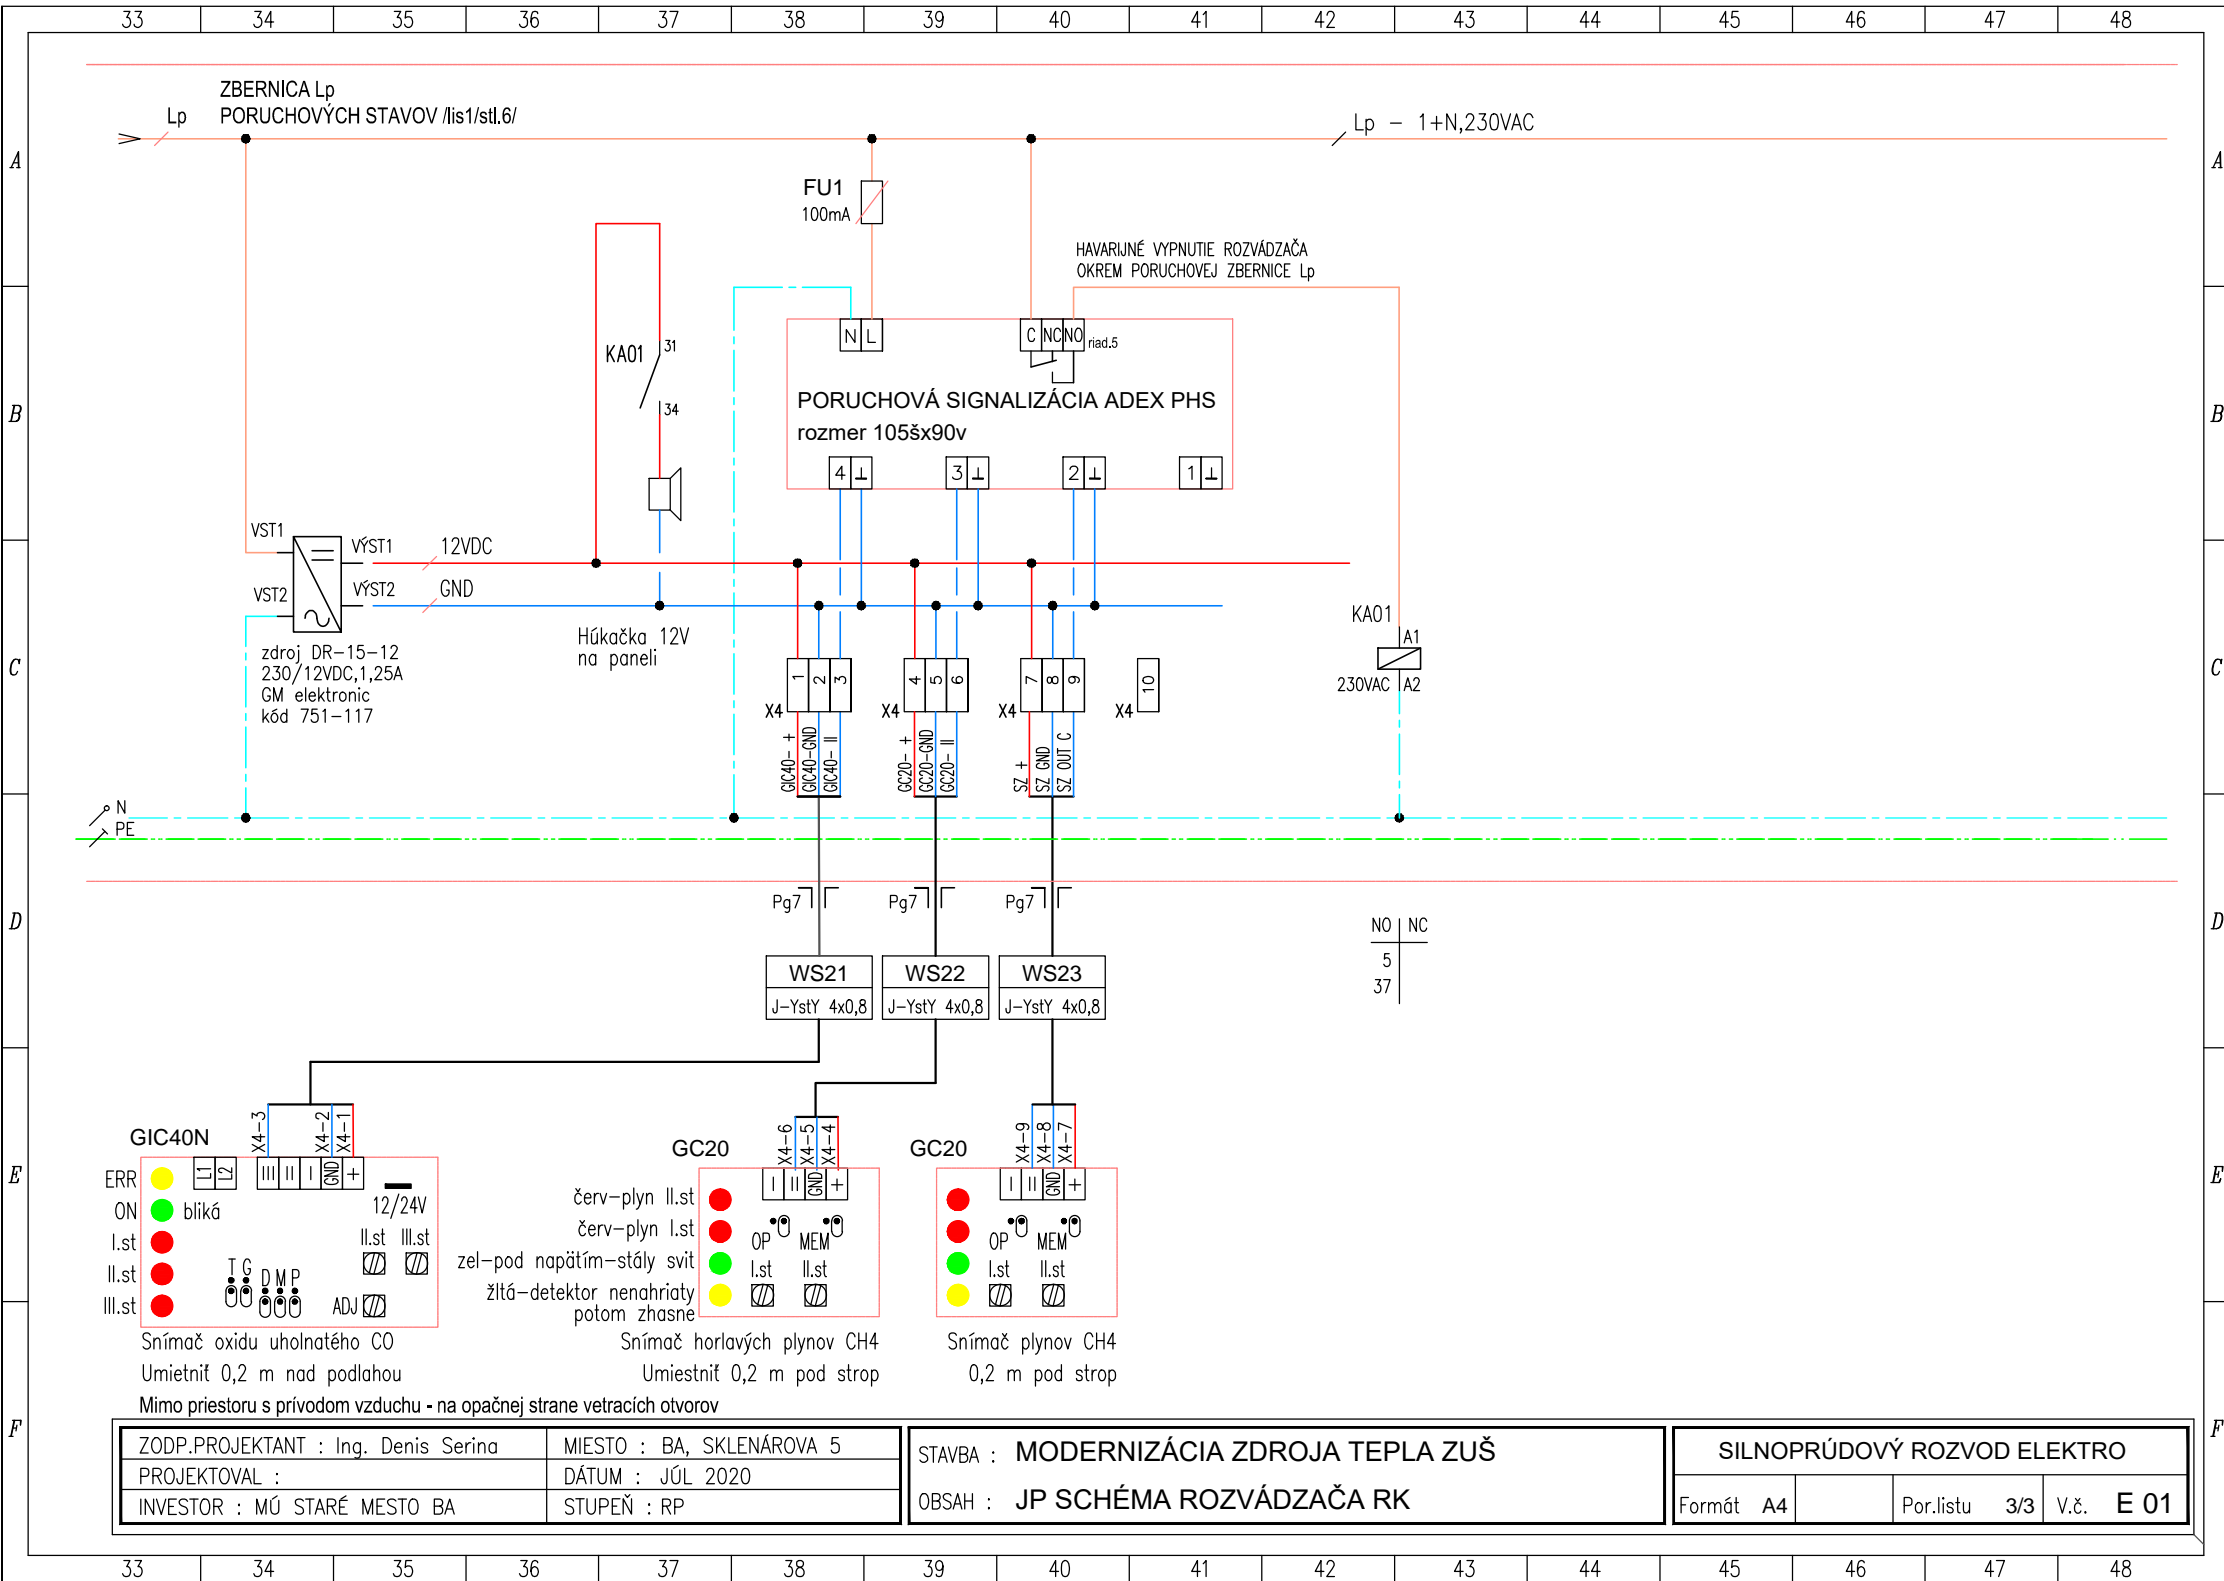 33 34 35 36 37 38 39 40 41 42 43 44 45 46 47 48
ZBERNICA Lp
Lp PORUCHOVÝCH STAVOV /lis1/stl.6/
Lp - 1+N,230VAC
A A
FU1
100mA
HAVARIJNÉ VYPNUTIE ROZVÁDZAČA
OKREM PORUCHOVEJ ZBERNICE Lp
N L C NC NO riad.5
KA01 31
34
PORUCHOVÁ SIGNALIZÁCIA ADEX PHS
rozmer 105šx90v
B B
4 ⊥ 3 ⊥ 2 ⊥ 1 ⊥
VST1 VÝST1 12VDC
VST2 VÝST2 GND
zdroj DR-15-12
230/12VDC,1,25A
GM elektronic
kód 751-117
Húkačka 12V
na paneli
KA01 A1
230VAC A2
C C
X4 1 2 3 X4 4 5 6 X4 7 8 9 X4 10
GIC40- + GIC40-GND GIC40- II GC20- + GC20-GND GC20- II SZ + SZ GND SZ OUT C
N
PE
Pg7 Pg7 Pg7
D D
NO NC
5
37
WS21 WS22 WS23
J-YstY 4x0,8 J-YstY 4x0,8 J-YstY 4x0,8
X4-3 X4-2 X4-1 X4-6 X4-5 X4-4 X4-9 X4-8 X4-7
GIC40N GC20 GC20
E E
L1 L2 III II I GND + I II GND + I II GND +
ERR
ON bliká
I.st
II.st
III.st
12/24V
II.st III.st
T G D M P ADJ
červ-plyn II.st
červ-plyn I.st
zel-pod napätím-stály svit
žltá-detektor nenahriaty
potom zhasne
OP MEM
I.st II.st
OP MEM
I.st II.st
Snímač oxidu uholnatého CO
Umietniť 0,2 m nad podlahou
Snímač horlavých plynov CH4
Umiestniť 0,2 m pod strop
Snímač plynov CH4
0,2 m pod strop
Mimo priestoru s prívodom vzduchu - na opačnej strane vetracích otvorov
F F
ZODP.PROJEKTANT : Ing. Denis Serina
MIESTO : BA, SKLENÁROVA 5
PROJEKTOVAL :
DÁTUM : JÚL 2020
INVESTOR : MÚ STARÉ MESTO BA
STUPEŇ : RP
STAVBA : MODERNIZÁCIA ZDROJA TEPLA ZUŠ
OBSAH : JP SCHÉMA ROZVÁDZAČA RK
SILNOPRÚDOVÝ ROZVOD ELEKTRO
Formát A4 Por.listu 3/3 V.č. E 01
33 34 35 36 37 38 39 40 41 42 43 44 45 46 47 48